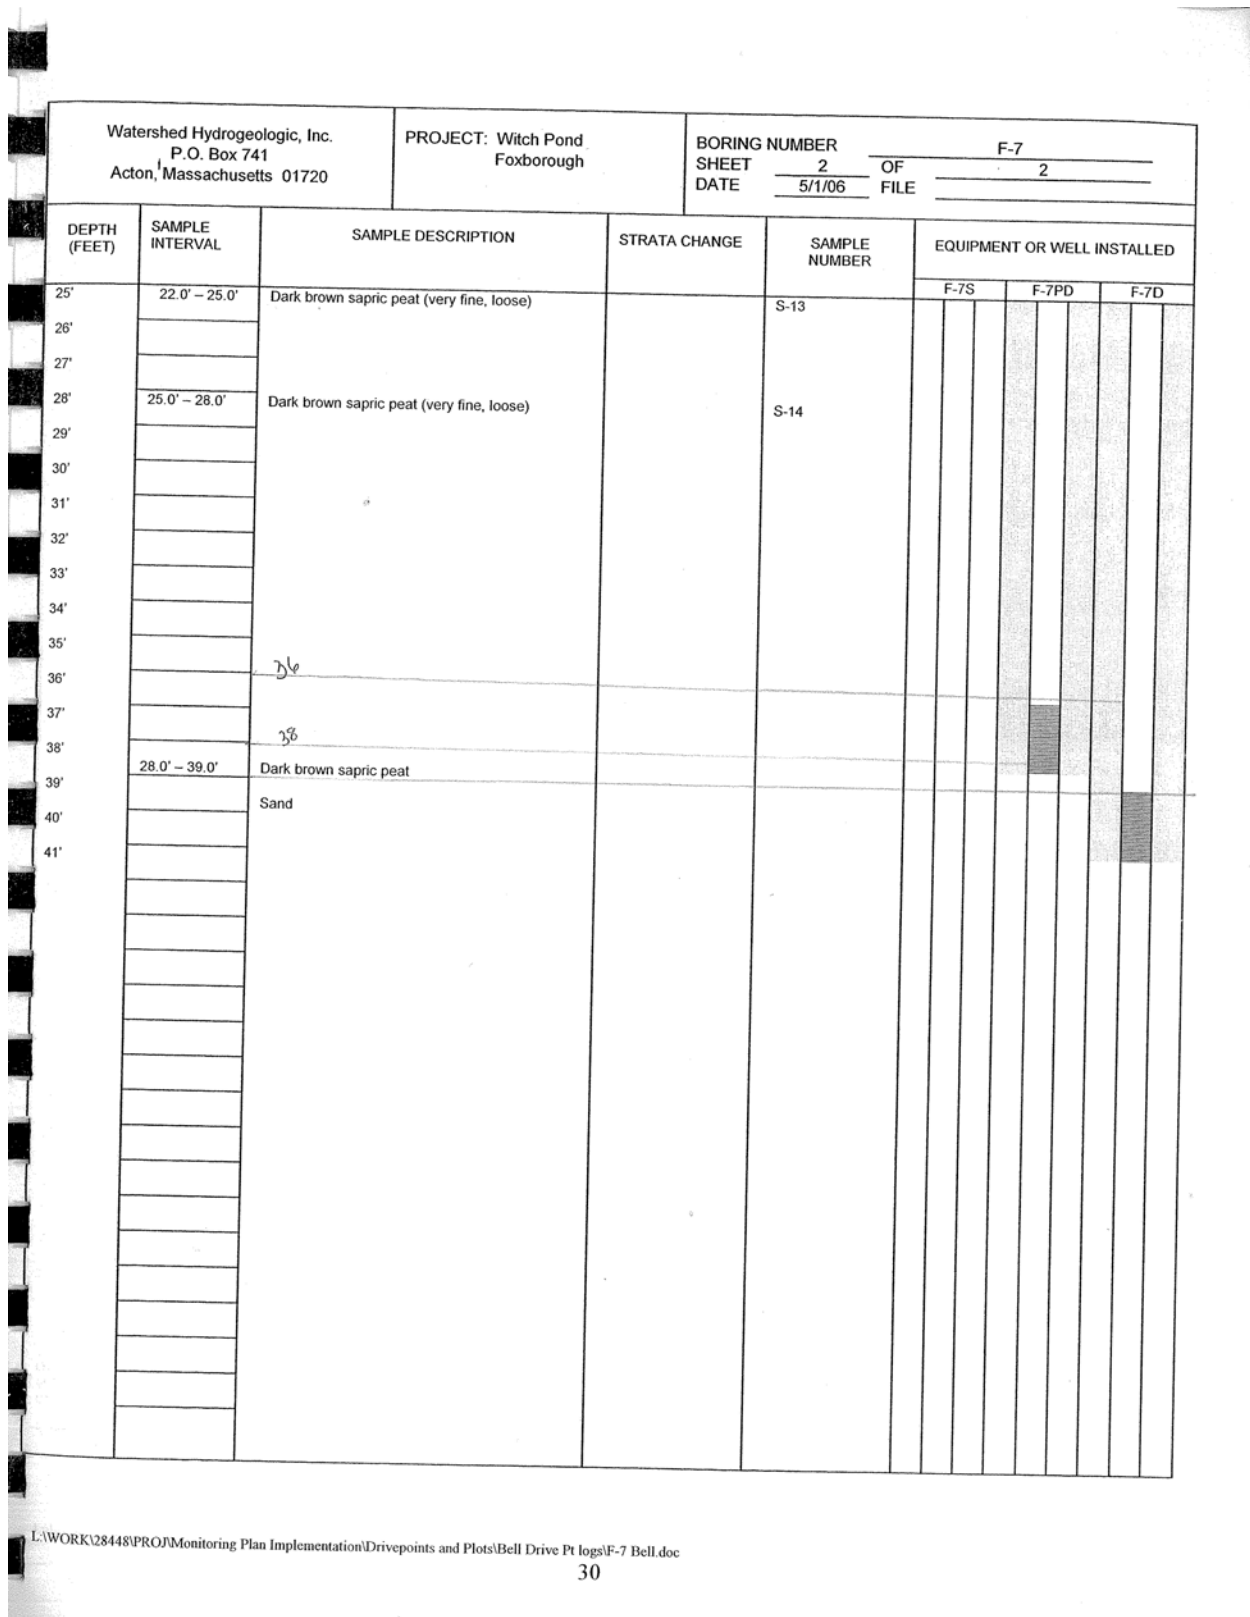 Watershed Hydrogeologic, Inc.
P.O. Box 741
Acton, Massachusetts 01720
PROJECT: Witch Pond
Foxborough
BORING NUMBER F-7
SHEET 2 OF 2
DATE 5/1/06 FILE
DEPTH (FEET)
SAMPLE INTERVAL
SAMPLE DESCRIPTION
STRATA CHANGE
SAMPLE NUMBER
EQUIPMENT OR WELL INSTALLED
F-7S F-7PD F-7D
25' 22.0' – 25.0' Dark brown sapric peat (very fine, loose) S-13
26'
27'
28' 25.0' – 28.0' Dark brown sapric peat (very fine, loose) S-14
29'
30'
31'
32'
33'
34'
35'
36
36'
37'
38
38'
28.0' – 39.0' Dark brown sapric peat
39'
Sand
40'
41'
L:\WORK\28448\PROJ\Monitoring Plan Implementation\Drivepoints and Plots\Bell Drive Pt logs\F-7 Bell.doc
30